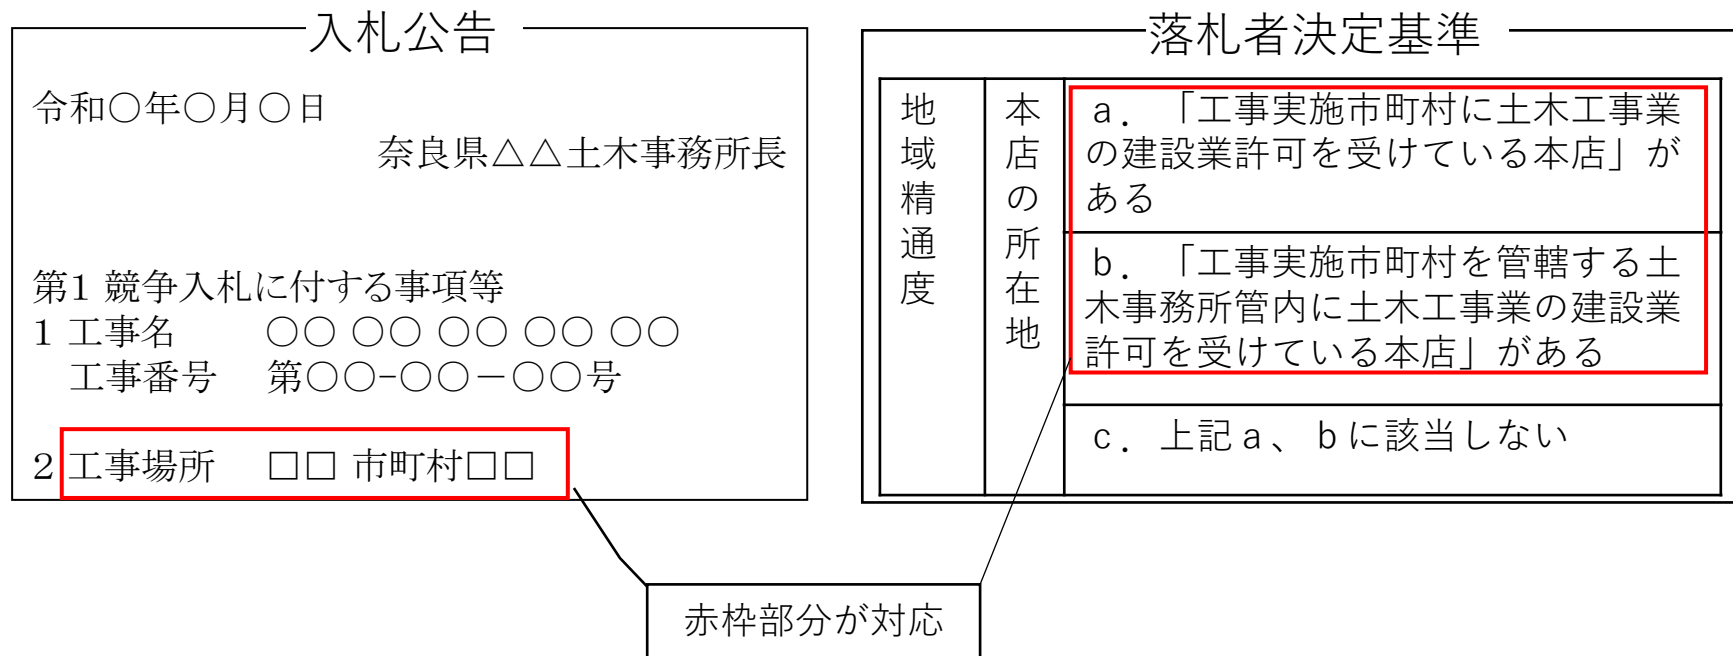 入札公告
令和○年○月○日
奈良県△△土木事務所長
第1 競争入札に付する事項等
1 工事名 ○○ ○○ ○○ ○○ ○○
工事番号 第○○-○○－○○号
2 工事場所 □□ 市町村□□
落札者決定基準
地域精通度
本店の所在地
a．「工事実施市町村に土木工事業
の建設業許可を受けている本店」が
ある
b．「工事実施市町村を管轄する土
木事務所管内に土木工事業の建設業
許可を受けている本店」がある
c．上記a、bに該当しない
赤枠部分が対応